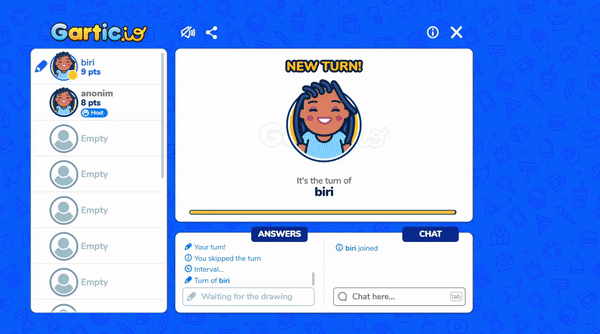 Gartic.io
biri
9 pts
anonim
8 pts
Host
Empty
Empty
Empty
Empty
Empty
NEW TURN!
Gartic.io
It's the turn of
biri
ANSWERS
Your turn!
You skipped the turn
Interval...
Turn of biri
Waiting for the drawing
CHAT
biri joined
Chat here...
tab